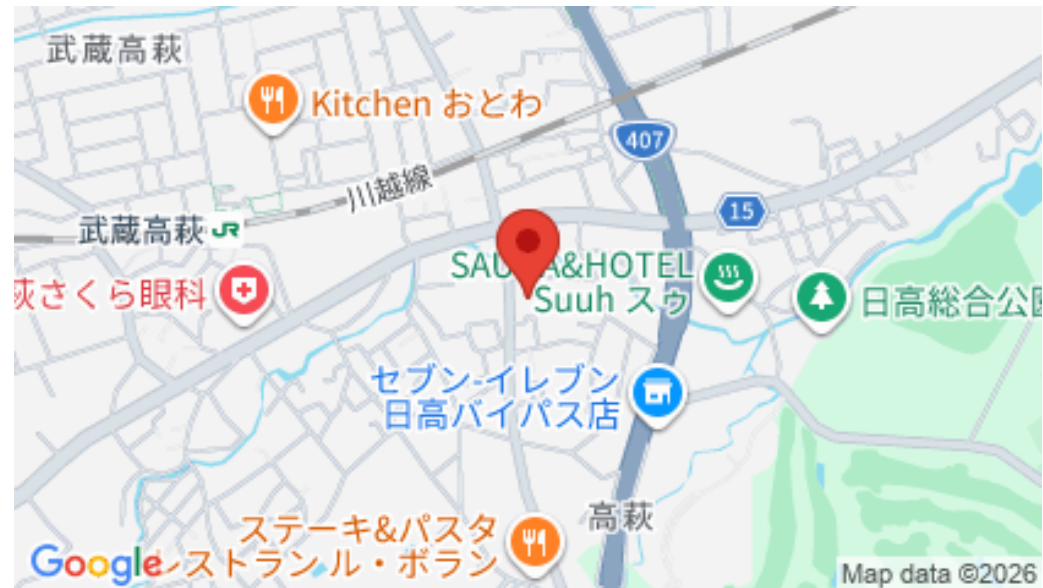 武蔵高萩
Kitchen おとわ
407
川越線
15
武蔵高萩 JR
SAU A&HOTEL
Suuh スゥ
萩さくら眼科
日高総合公園
セブン-イレブン
日高バイパス店
高萩
ステーキ&パスタ
レストラン ル・ボラン
Google
Map data ©2026